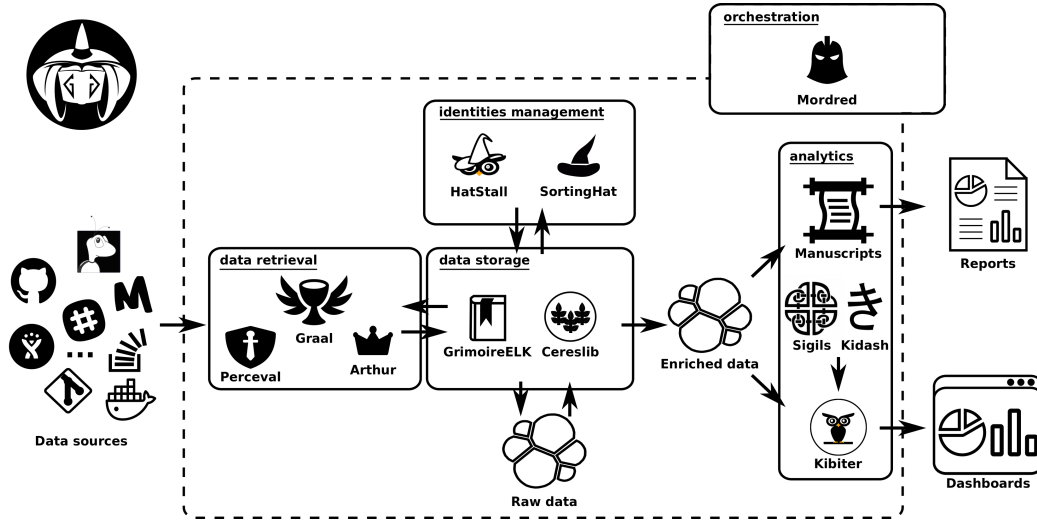 orchestration
Mordred
identities management
HatStall
SortingHat
analytics
Manuscripts
Reports
data retrieval
data storage
Graal
Perceval
Arthur
GrimoireELK
Cereslib
Enriched data
Sigils
き
Kidash
...
Data sources
Kibiter
Dashboards
Raw data